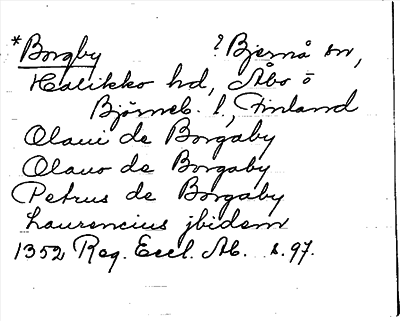 *Borgby ? Bjernå sn,
Halikko hd, Åbo ö
Björneb. l, Finland
Olaui de Borgaby
Olauo de Borgaby
Petrus de Borgaby
Laurencius jbidem
1352 Reg. Eccl. Ab. s. 97.